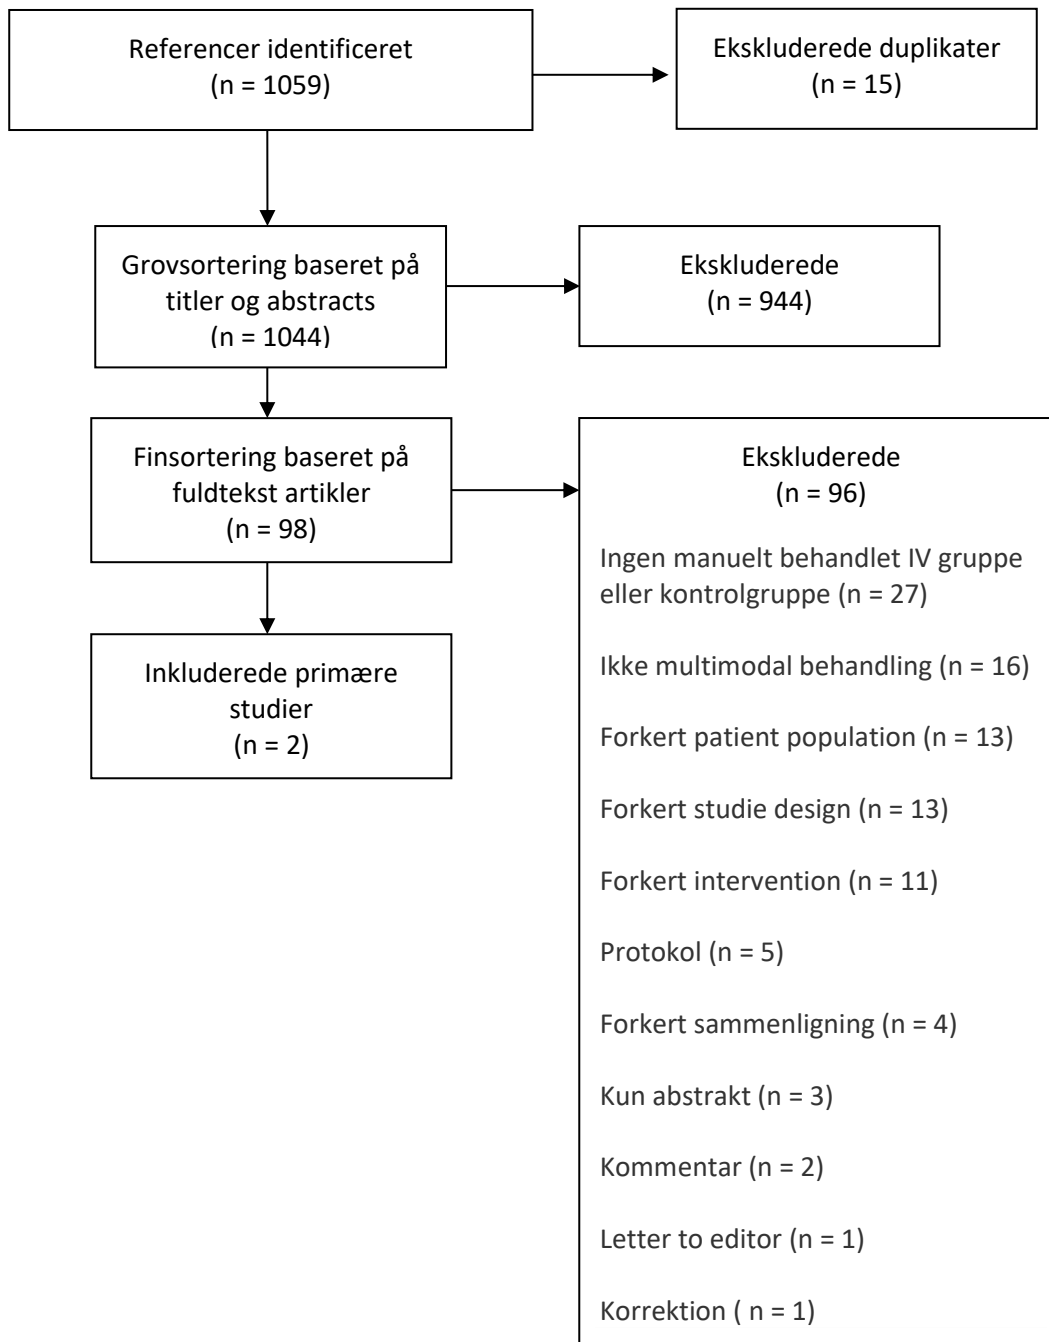 Referencer identificeret
(n = 1059)
Ekskluderede duplikater
(n = 15)
Grovsortering baseret på
titler og abstracts
(n = 1044)
Ekskluderede
(n = 944)
Finsortering baseret på
fuldtekst artikler
(n = 98)
Ekskluderede
(n = 96)
Ingen manuelt behandlet IV gruppe
eller kontrolgruppe (n = 27)
Ikke multimodal behandling (n = 16)
Forkert patient population (n = 13)
Forkert studie design (n = 13)
Forkert intervention (n = 11)
Protokol (n = 5)
Forkert sammenligning (n = 4)
Kun abstrakt (n = 3)
Kommentar (n = 2)
Letter to editor (n = 1)
Korrektion ( n = 1)
Inkluderede primære
studier
(n = 2)